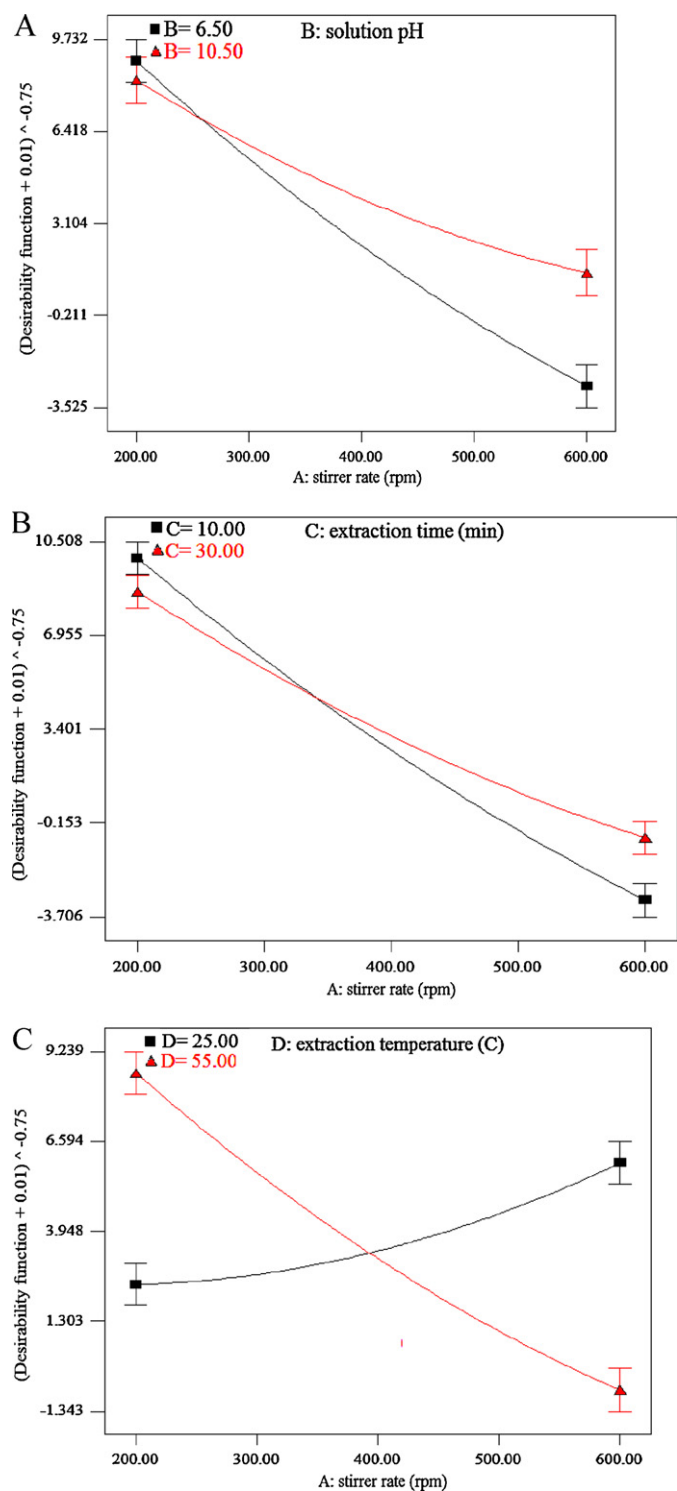 A
B= 6.50
B= 10.50
B: solution pH
(Desirability function + 0.01) ^ -0.75
9.732
6.418
3.104
-0.211
-3.525
200.00 300.00 400.00 500.00 600.00
A: stirrer rate (rpm)
B
C= 10.00
C= 30.00
C: extraction time (min)
(Desirability function + 0.01) ^ -0.75
10.508
6.955
3.401
-0.153
-3.706
200.00 300.00 400.00 500.00 600.00
A: stirrer rate (rpm)
C
D= 25.00
D= 55.00
D: extraction temperature (C)
(Desirability function + 0.01) ^ -0.75
9.239
6.594
3.948
1.303
-1.343
200.00 300.00 400.00 500.00 600.00
A: stirrer rate (rpm)